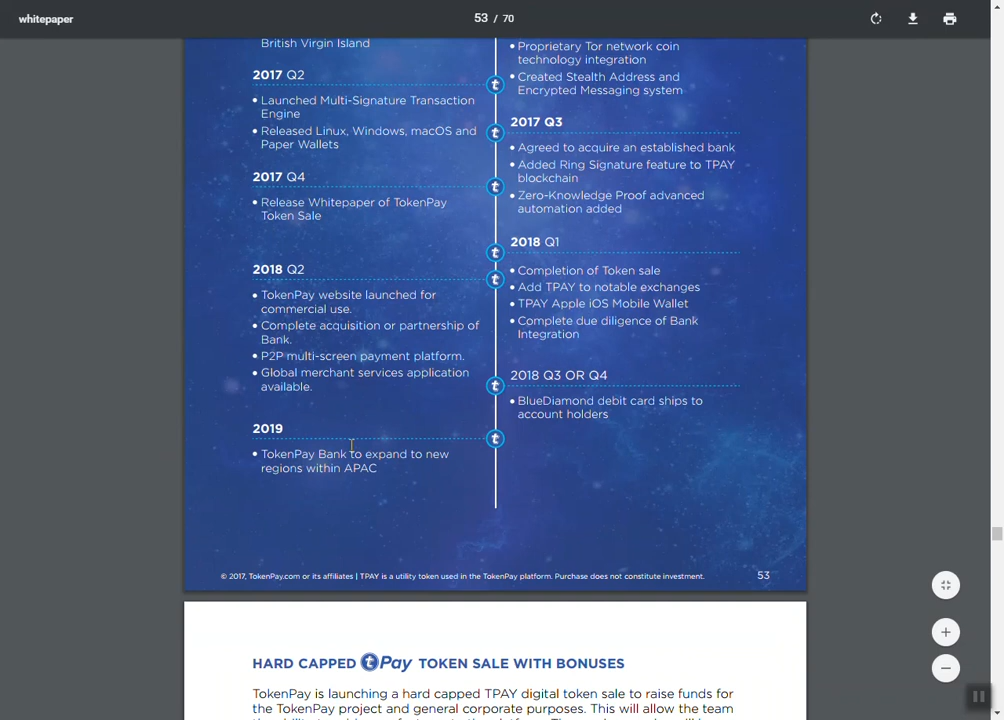 whitepaper
53 / 70
British Virgin Island
2017 Q2
• Launched Multi-Signature Transaction
Engine
• Released Linux, Windows, macOS and
Paper Wallets
2017 Q4
• Release Whitepaper of TokenPay
Token Sale
2018 Q2
• TokenPay website launched for
commercial use.
• Complete acquisition or partnership of
Bank.
• P2P multi-screen payment platform.
• Global merchant services application
available.
2019
• TokenPay Bank to expand to new
regions within APAC
• Proprietary Tor network coin
technology integration
• Created Stealth Address and
Encrypted Messaging system
2017 Q3
• Agreed to acquire an established bank
• Added Ring Signature feature to TPAY
blockchain
• Zero-Knowledge Proof advanced
automation added
2018 Q1
• Completion of Token sale
• Add TPAY to notable exchanges
• TPAY Apple iOS Mobile Wallet
• Complete due diligence of Bank
Integration
2018 Q3 OR Q4
• BlueDiamond debit card ships to
account holders
© 2017, TokenPay.com or its affiliates | TPAY is a utility token used in the TokenPay platform. Purchase does not constitute investment.
53
HARD CAPPED tPay TOKEN SALE WITH BONUSES
TokenPay is launching a hard capped TPAY digital token sale to raise funds for
the TokenPay project and general corporate purposes. This will allow the team